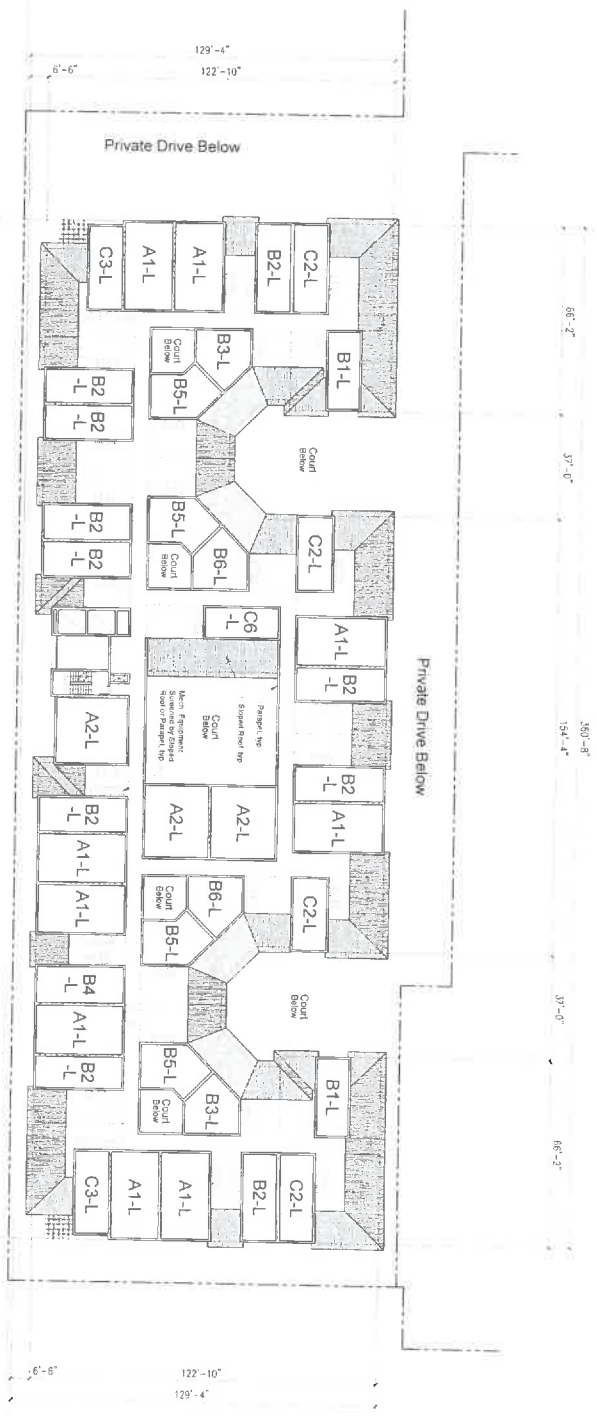 129'-4"
6'-6"
122'-10"
Private Drive Below
C3-L
A1-L
A1-L
B2-L
C2-L
66'-2"
Court
Below
B3-L
B5-L
B1-L
B2
-L
B2
-L
Court
Below
37'-0"
B2
-L
B2
-L
B5-L
Court
Below
B6-L
C2-L
C6
-L
A1-L
B2
-L
Private Drive Below
360'-8"
154'-4"
A2-L
Parapet, typ
Sloped Roof typ
Court
Below
Mech. Equipment
Screened by Sloped
Roof or Parapet, typ
B2
-L
A1-L
A1-L
A2-L
A2-L
B2
-L
A1-L
Court
Below
B6-L
B5-L
C2-L
B4
-L
A1-L
B2
-L
Court
Below
37'-0"
B5-L
Court
Below
B3-L
B1-L
66'-2"
C3-L
A1-L
A1-L
B2-L
C2-L
6'-6"
122'-10"
129'-4"